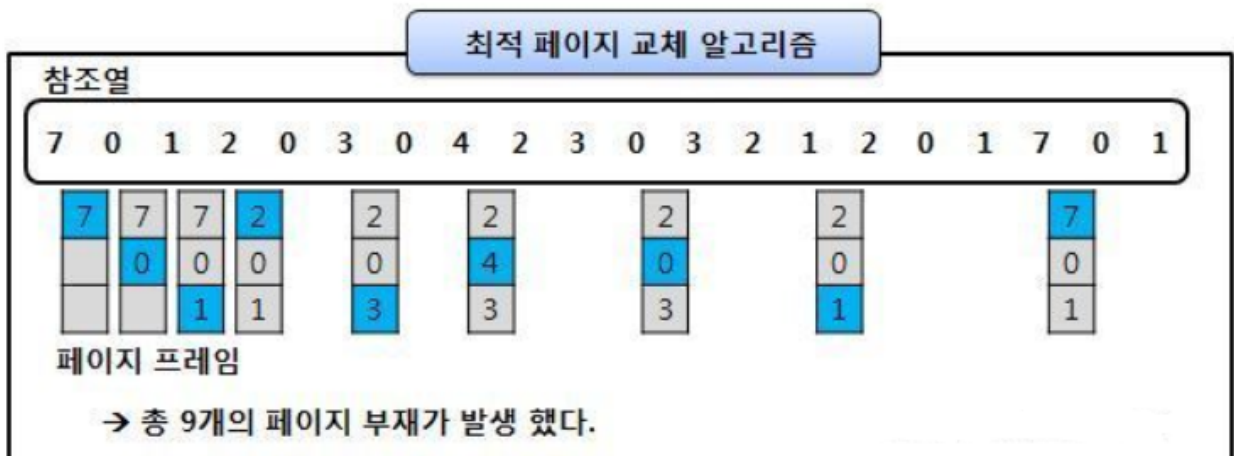 최적 페이지 교체 알고리즘
참조열
7 0 1 2 0 3 0 4 2 3 0 3 2 1 2 0 1 7 0 1
7 7 7 2 2 2 2 2 7
0 0 0 0 4 0 0 0
1 1 3 3 3 1 1
페이지 프레임
→ 총 9개의 페이지 부재가 발생 했다.